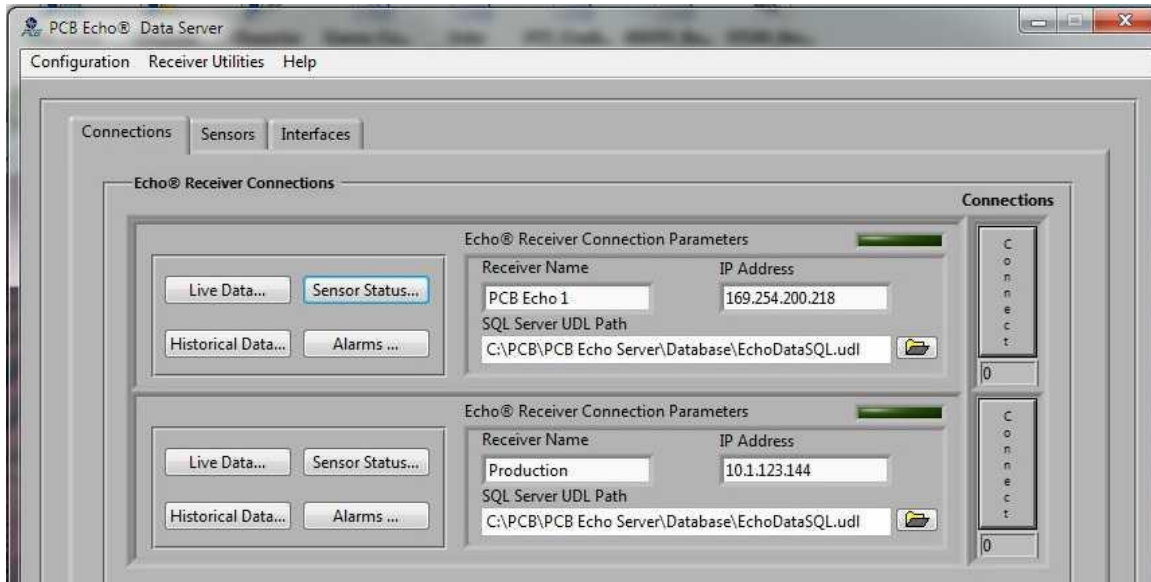 PCB Echo® Data Server
Configuration Receiver Utilities Help
Connections Sensors Interfaces
Echo® Receiver Connections
Connections
Echo® Receiver Connection Parameters
Live Data... Sensor Status...
Historical Data... Alarms ...
Receiver Name IP Address
PCB Echo 1 169.254.200.218
SQL Server UDL Path
C:\PCB\PCB Echo Server\Database\EchoDataSQL.udl
Connect
0
Echo® Receiver Connection Parameters
Live Data... Sensor Status...
Historical Data... Alarms ...
Receiver Name IP Address
Production 10.1.123.144
SQL Server UDL Path
C:\PCB\PCB Echo Server\Database\EchoDataSQL.udl
Connect
0